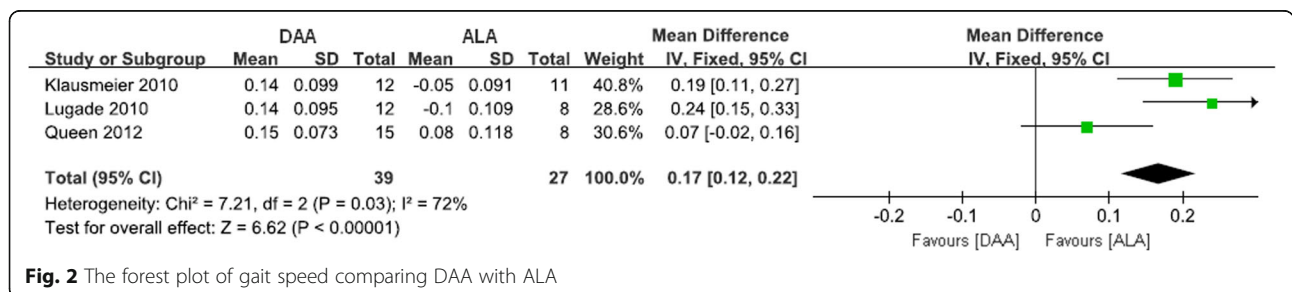 DAA ALA Mean Difference Mean Difference
Study or Subgroup Mean SD Total Mean SD Total Weight IV, Fixed, 95% CI IV, Fixed, 95% CI
Klausmeier 2010 0.14 0.099 12 -0.05 0.091 11 40.8% 0.19 [0.11, 0.27]
Lugade 2010 0.14 0.095 12 -0.1 0.109 8 28.6% 0.24 [0.15, 0.33]
Queen 2012 0.15 0.073 15 0.08 0.118 8 30.6% 0.07 [-0.02, 0.16]
Total (95% CI) 39 27 100.0% 0.17 [0.12, 0.22]
Heterogeneity: Chi² = 7.21, df = 2 (P = 0.03); I² = 72%
Test for overall effect: Z = 6.62 (P < 0.00001)
-0.2 -0.1 0 0.1 0.2
Favours [DAA] Favours [ALA]
Fig. 2 The forest plot of gait speed comparing DAA with ALA